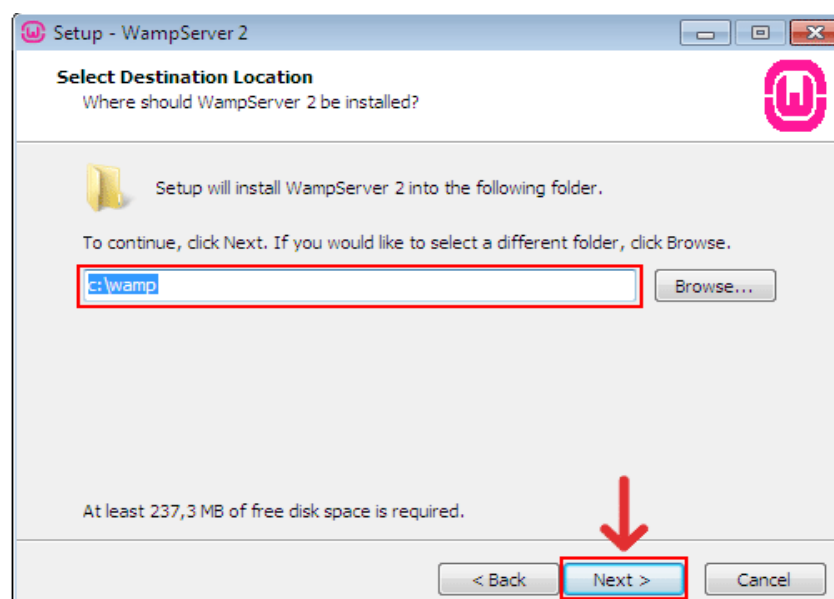 Setup - WampServer 2
Select Destination Location
Where should WampServer 2 be installed?
Setup will install WampServer 2 into the following folder.
To continue, click Next. If you would like to select a different folder, click Browse.
c:\wamp
Browse...
At least 237,3 MB of free disk space is required.
< Back
Next >
Cancel